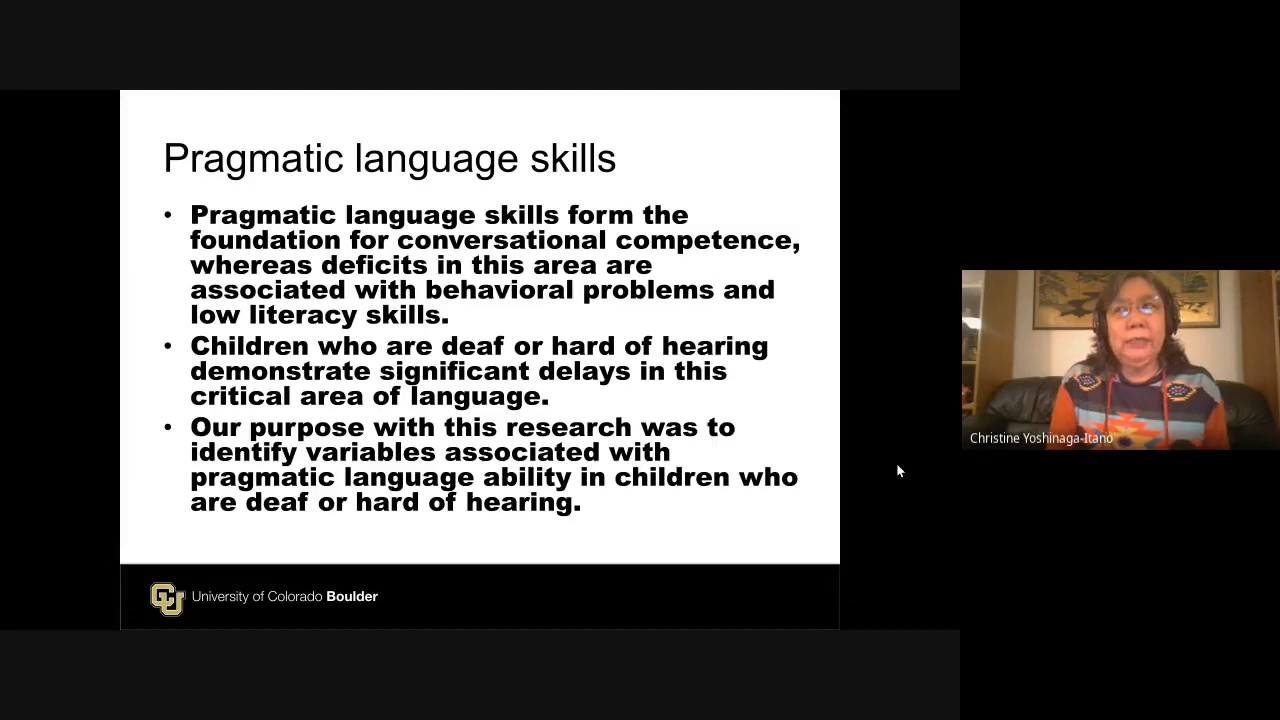 Pragmatic language skills
• Pragmatic language skills form the
foundation for conversational competence,
whereas deficits in this area are
associated with behavioral problems and
low literacy skills.
• Children who are deaf or hard of hearing
demonstrate significant delays in this
critical area of language.
• Our purpose with this research was to
identify variables associated with
pragmatic language ability in children who
are deaf or hard of hearing.
CU University of Colorado Boulder
Christine Yoshinaga-Itano